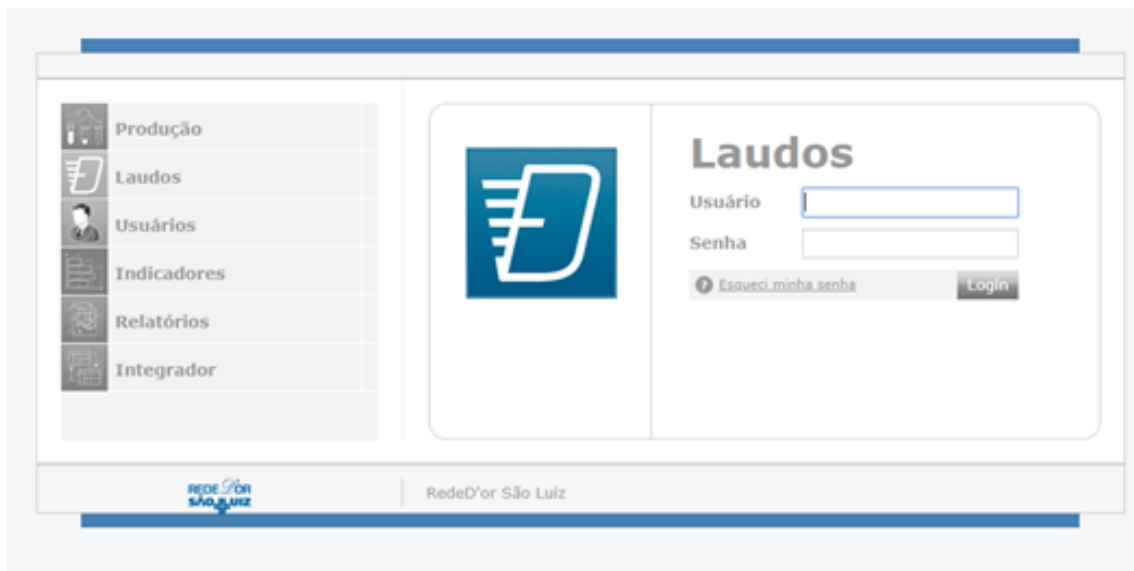 Produção
Laudos
Usuários
Indicadores
Relatórios
Integrador
Laudos
Usuário
Senha
Esqueci minha senha
Login
REDE D'OR
SÃO LUIZ
RedeD'or São Luiz